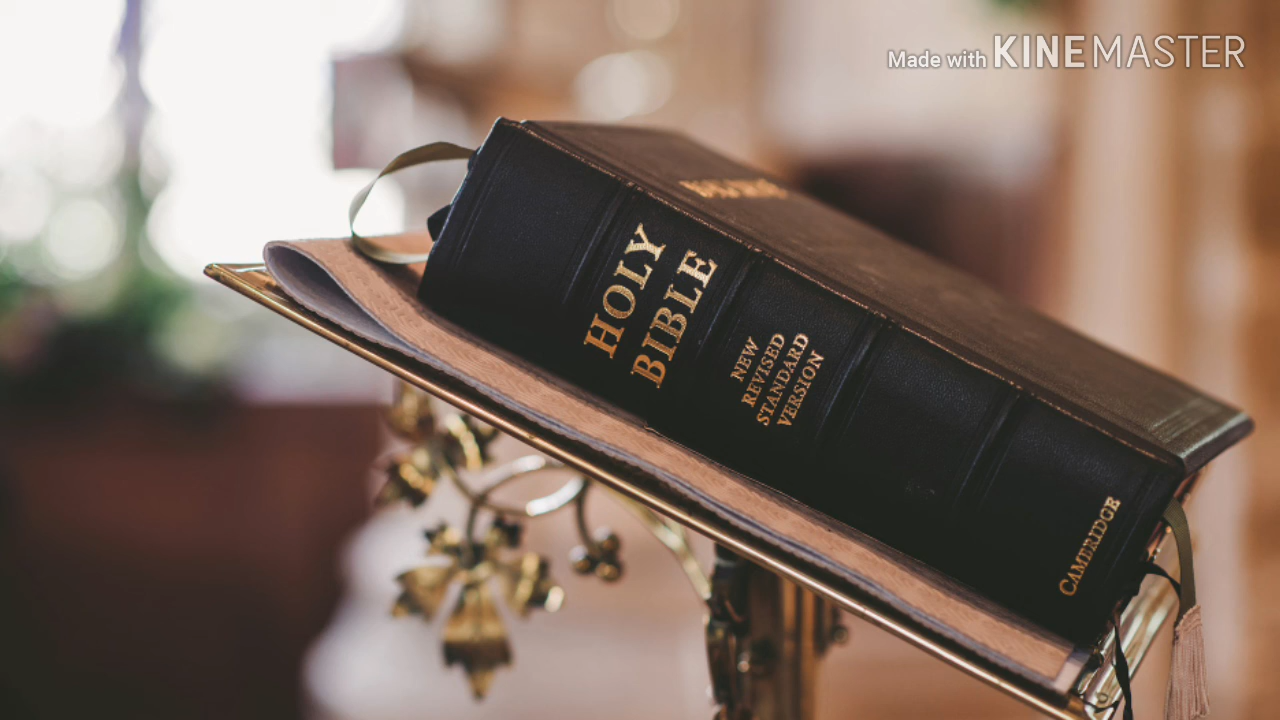 Made with KINEMASTER
HOLY
BIBLE
NEW
REVISED
STANDARD
VERSION
CAMBRIDGE